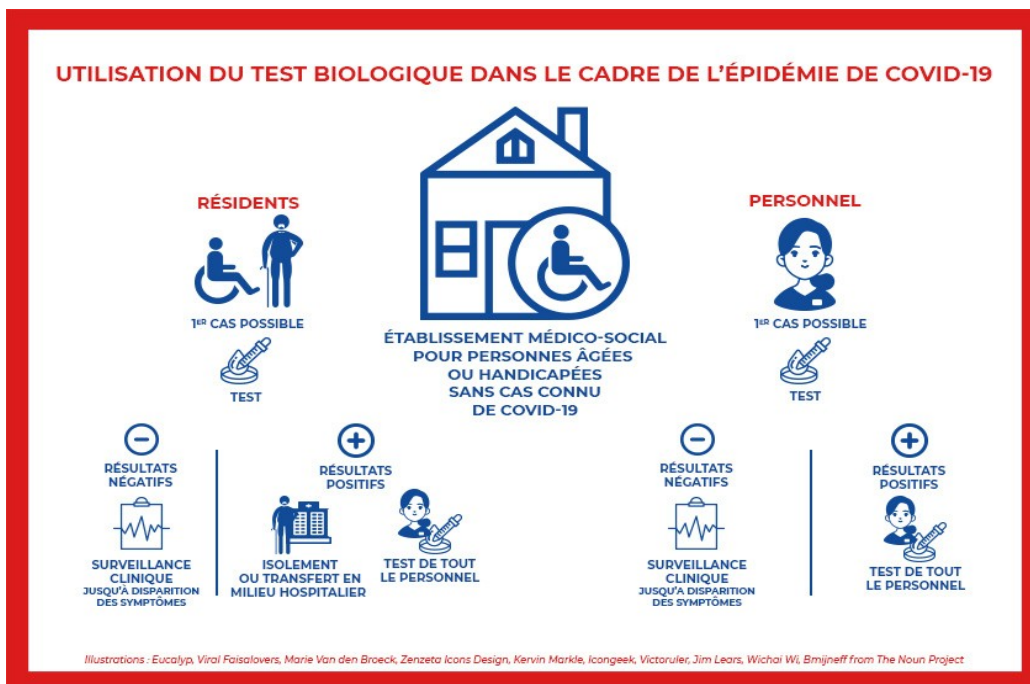 UTILISATION DU TEST BIOLOGIQUE DANS LE CADRE DE L'ÉPIDÉMIE DE COVID-19
RÉSIDENTS
1ER CAS POSSIBLE
TEST
RÉSULTATS
NÉGATIFS
SURVEILLANCE
CLINIQUE
JUSQU'À DISPARITION
DES SYMPTÔMES
RÉSULTATS
POSITIFS
ISOLEMENT
OU TRANSFERT EN
MILIEU HOSPITALIER
TEST DE TOUT
LE PERSONNEL
ÉTABLISSEMENT MÉDICO-SOCIAL
POUR PERSONNES ÂGÉES
OU HANDICAPÉES
SANS CAS CONNU
DE COVID-19
PERSONNEL
1ER CAS POSSIBLE
TEST
RÉSULTATS
NÉGATIFS
SURVEILLANCE
CLINIQUE
JUSQU'A DISPARITION
DES SYMPTÔMES
RÉSULTATS
POSITIFS
TEST DE TOUT
LE PERSONNEL
Illustrations : Eucalyp, Viral Faisalovers, Marie Van den Broeck, Zenzeta Icons Design, Kervin Markle, Icongeek, Victoruler, Jim Lears, Wichai Wi, Bmijneff from The Noun Project